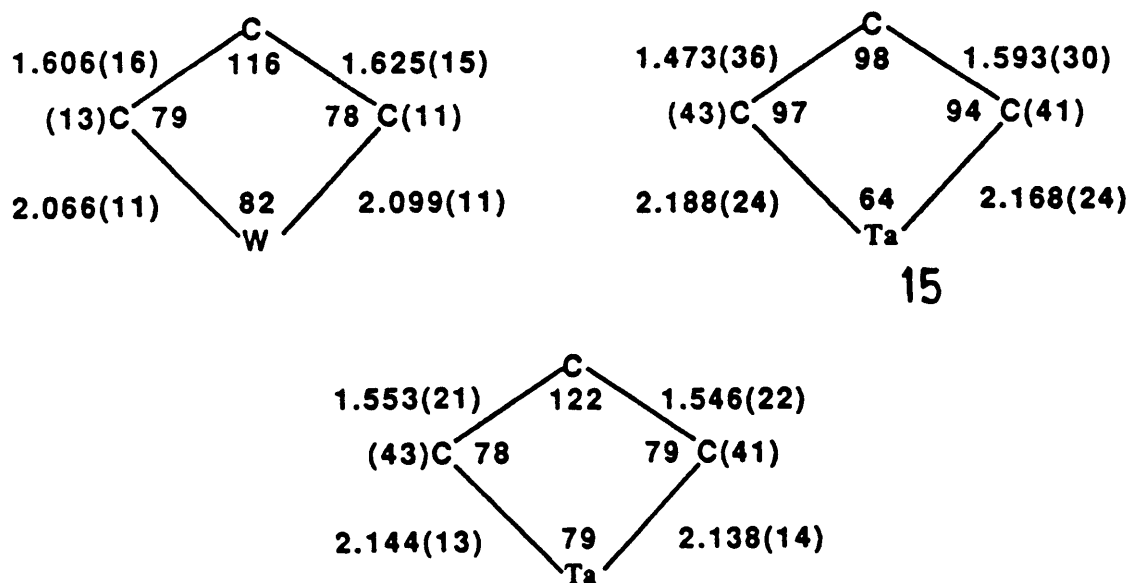 C C
1.606(16) 116 1.625(15) 1.473(36) 98 1.593(30)
(13)C 79 78 C(11) (43)C 97 94 C(41)
2.066(11) 82 2.099(11) 2.188(24) 64 2.168(24)
W Ta
15
C
1.553(21) 122 1.546(22)
(43)C 78 79 C(41)
2.144(13) 79 2.138(14)
Ta